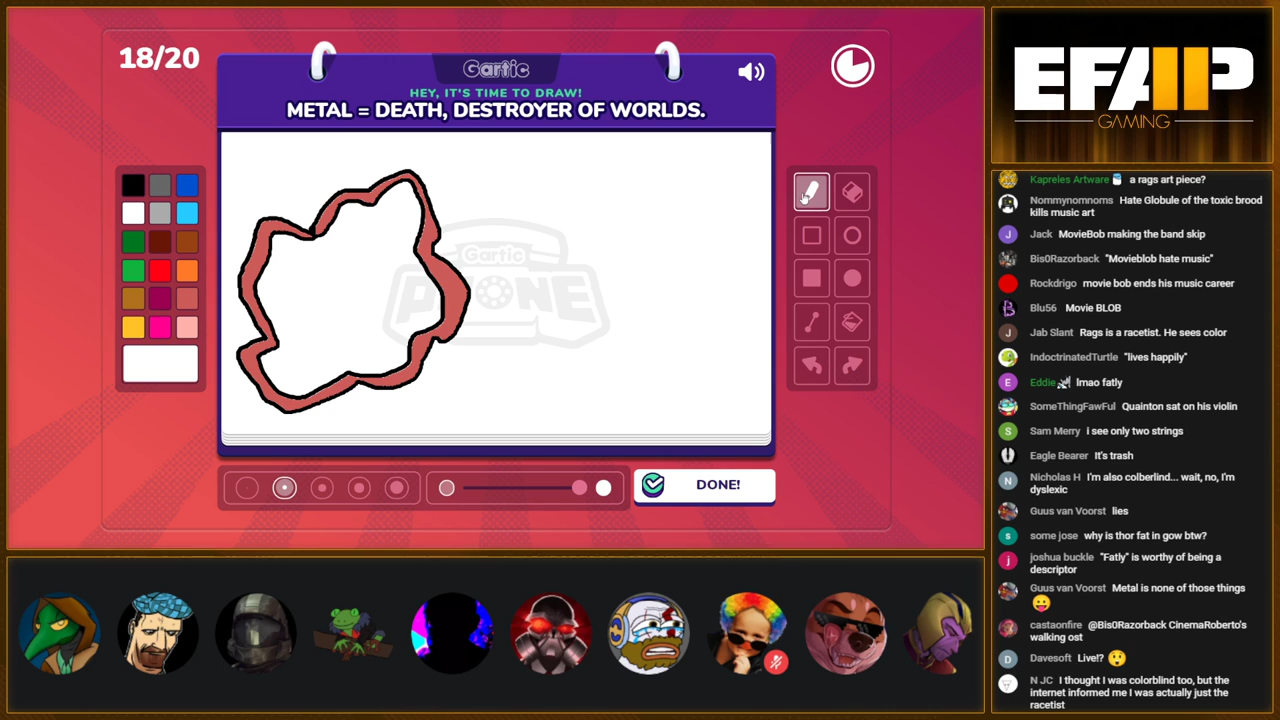 18/20
Gartic
HEY, IT'S TIME TO DRAW!
METAL = DEATH, DESTROYER OF WORLDS.
Gartic
PHONE
DONE!
EFAP
GAMING
Kapreles Artware a rags art piece?
Nommynomnoms Hate Globule of the toxic brood
kills music art
Jack MovieBob making the band skip
Bis0Razorback "Movieblob hate music"
Rockdrigo movie bob ends his music career
Blu56 Movie BLOB
Jab Slant Rags is a racetist. He sees color
IndoctrinatedTurtle "lives happily"
Eddie lmao fatly
SomeThingFawFul Quainton sat on his violin
Sam Merry i see only two strings
Eagle Bearer It's trash
Nicholas H I'm also colberlind... wait, no, I'm
dyslexic
Guus van Voorst lies
some jose why is thor fat in gow btw?
joshua buckle "Fatly" is worthy of being a
descriptor
Guus van Voorst Metal is none of those things
castaonfire @Bis0Razorback CinemaRoberto's
walking ost
Davesoft Live!?
N JC I thought I was colorblind too, but the
internet informed me I was actually just the
racetist